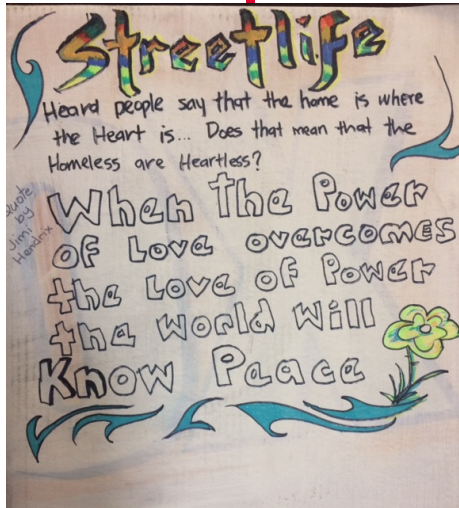 Streetlife
Heard people say that the home is where
the Heart is... Does that mean that the
Homeless are Heartless?
Quote
by
Jimi
Hendrix
When the Power
of Love overcomes
the Love of Power
the World Will
Know Peace